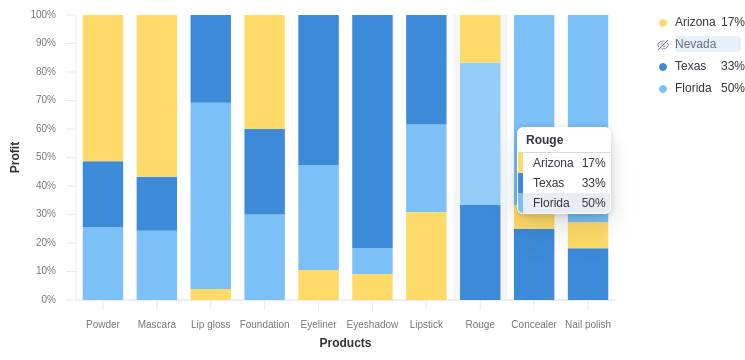 100%
90%
80%
70%
60%
50%
40%
30%
20%
10%
0%
Profit
Powder Mascara Lip gloss Foundation Eyeliner Eyeshadow Lipstick Rouge Concealer Nail polish
Products
Rouge
Arizona 17%
Texas 33%
Florida 50%
Arizona 17%
Nevada
Texas 33%
Florida 50%